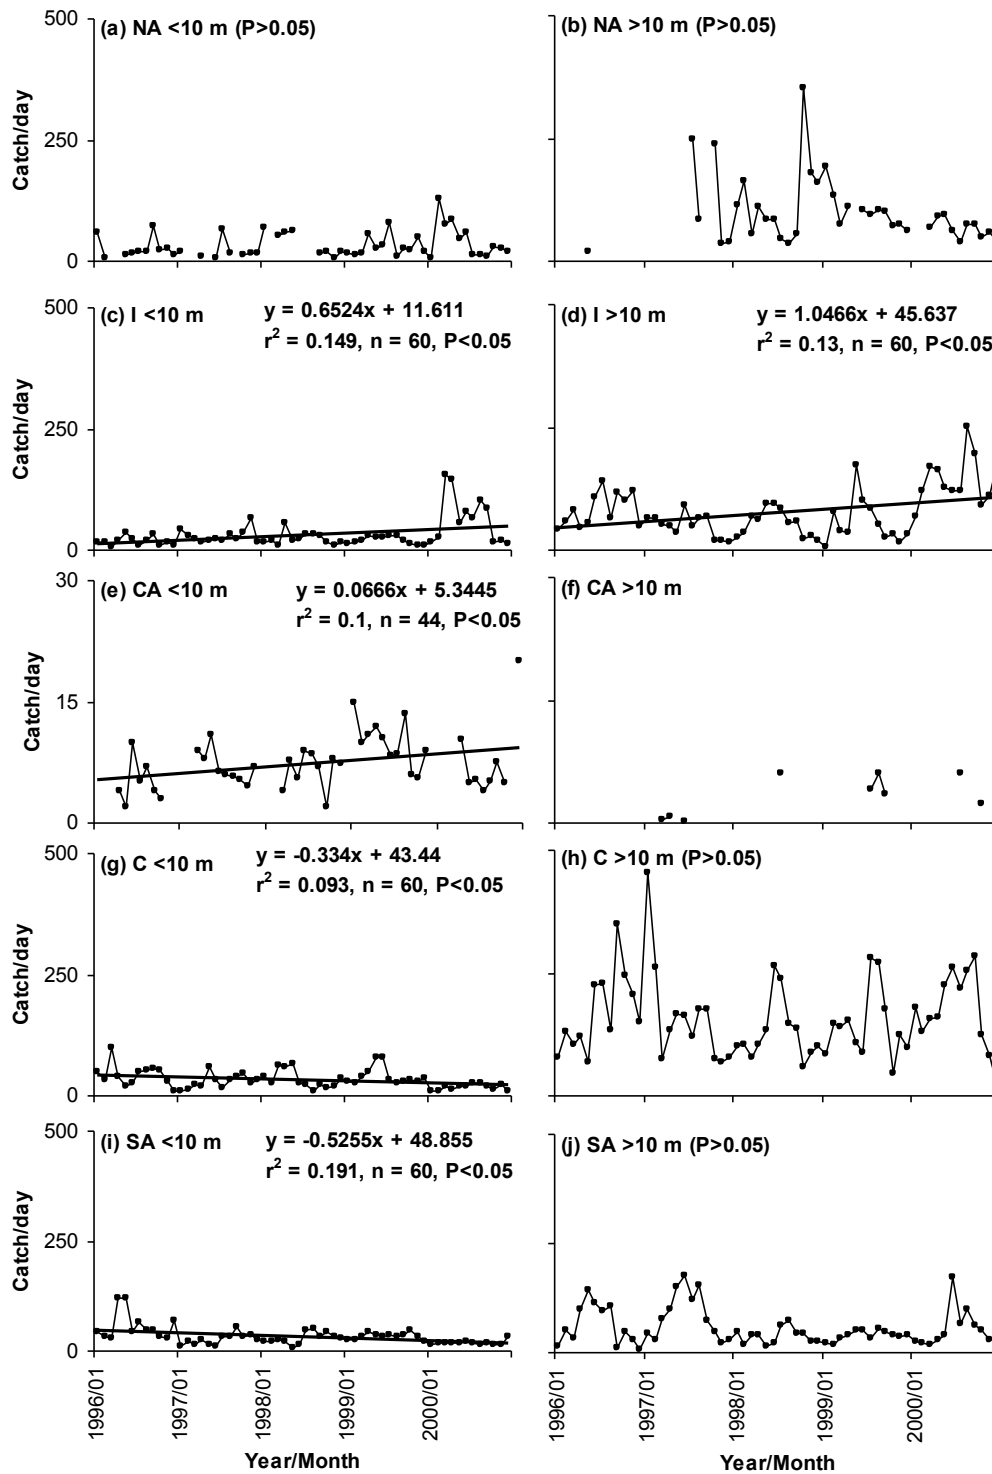 500
(a) NA <10 m (P>0.05)
(b) NA >10 m (P>0.05)
250
Catch/day
0
500
(c) I <10 m
y = 0.6524x + 11.611
r² = 0.149, n = 60, P<0.05
(d) I >10 m
y = 1.0466x + 45.637
r² = 0.13, n = 60, P<0.05
250
Catch/day
0
30
(e) CA <10 m
y = 0.0666x + 5.3445
r² = 0.1, n = 44, P<0.05
(f) CA >10 m
15
Catch/day
0
500
(g) C <10 m
y = -0.334x + 43.44
r² = 0.093, n = 60, P<0.05
(h) C >10 m (P>0.05)
250
Catch/day
0
500
(i) SA <10 m
y = -0.5255x + 48.855
r² = 0.191, n = 60, P<0.05
(j) SA >10 m (P>0.05)
250
Catch/day
0
1996/01
1997/01
1998/01
1999/01
2000/01
1996/01
1997/01
1998/01
1999/01
2000/01
Year/Month
Year/Month